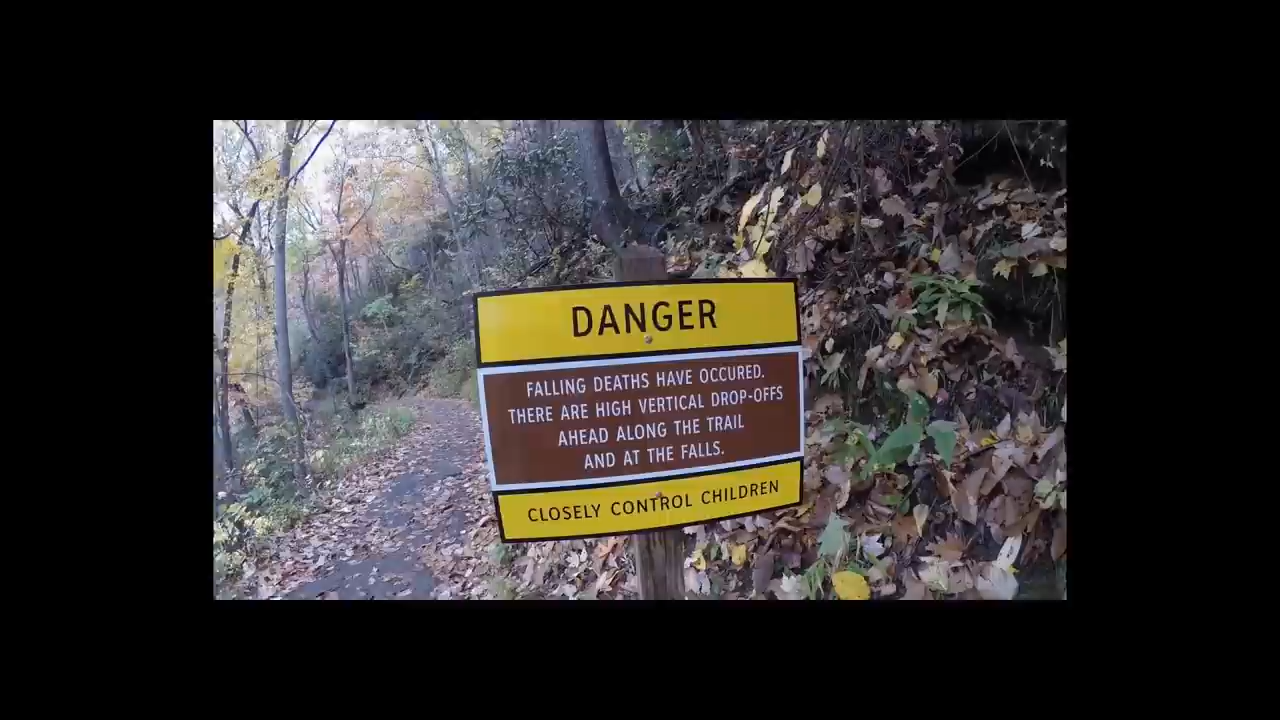 DANGER
FALLING DEATHS HAVE OCCURED.
THERE ARE HIGH VERTICAL DROP-OFFS
AHEAD ALONG THE TRAIL
AND AT THE FALLS.
CLOSELY CONTROL CHILDREN